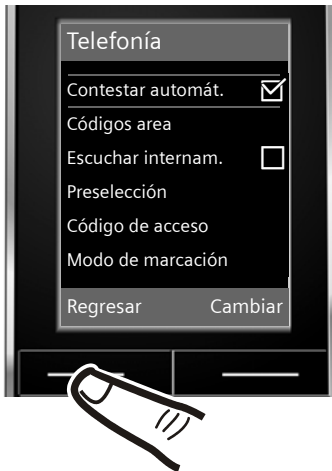 Telefonía
Contestar automát.
Códigos area
Escuchar internam.
Preselección
Código de acceso
Modo de marcación
Regresar Cambiar